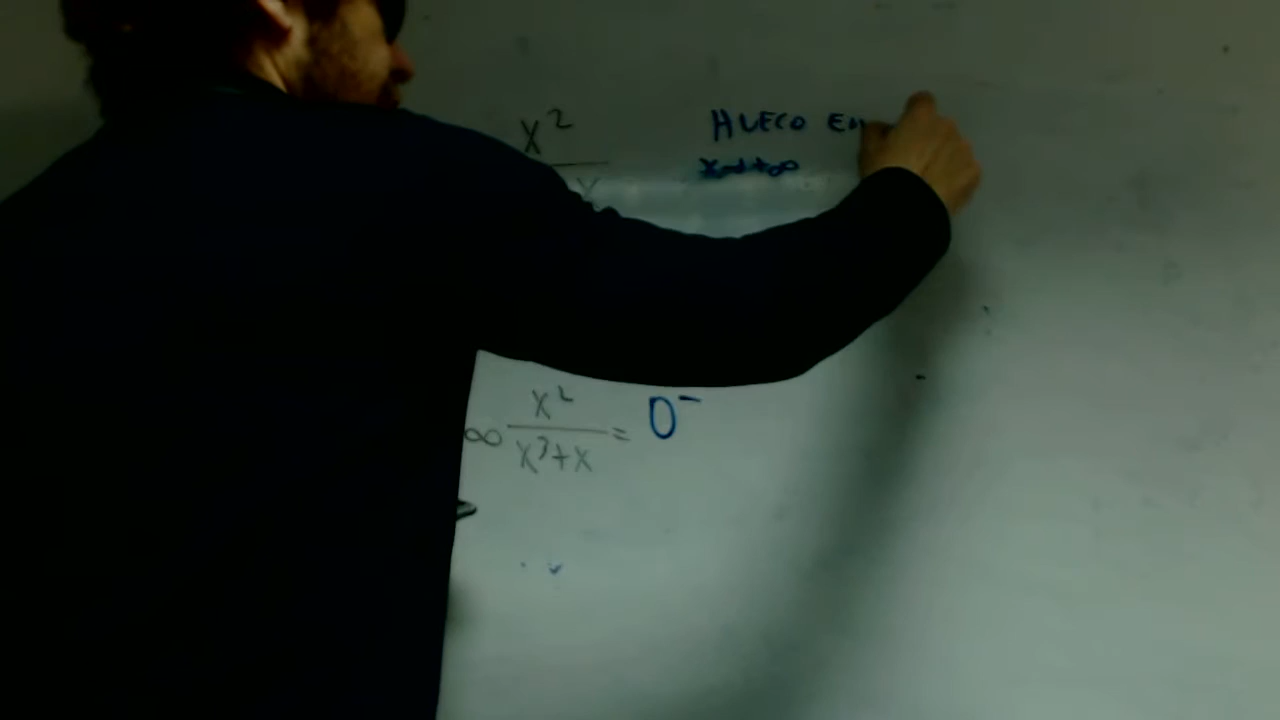 x² HUECO EN
x x→+∞
∞ x²/(x³+x) = 0⁻